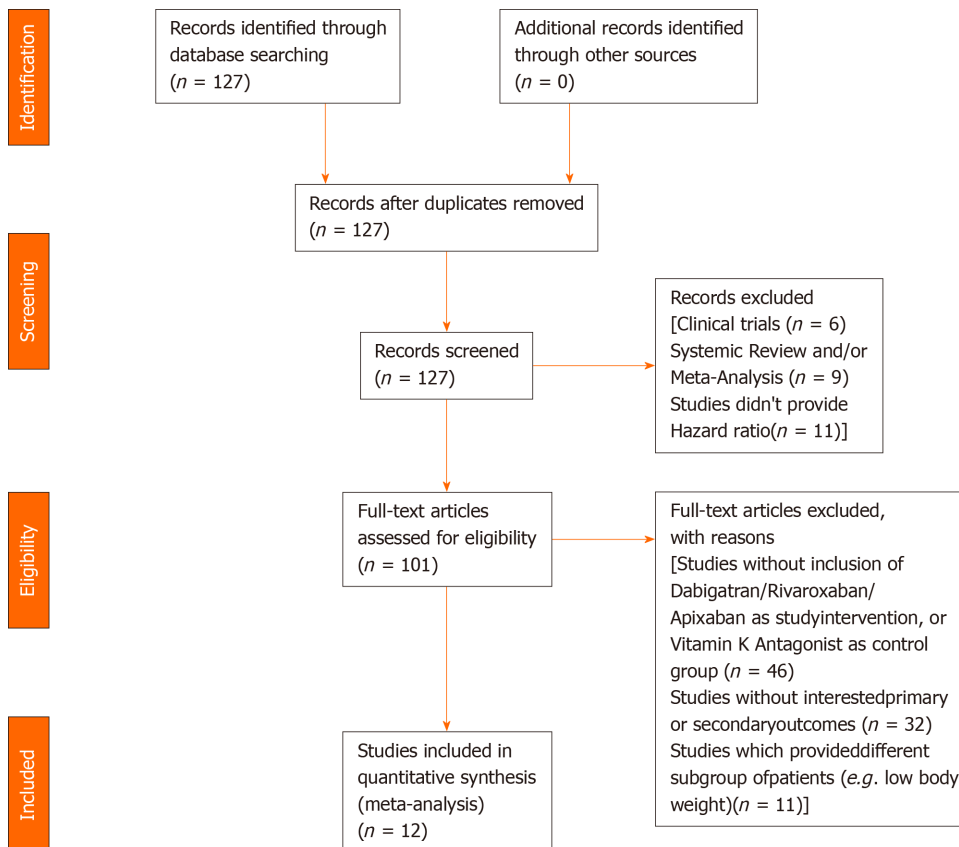 Identification
Records identified through
database searching
(n = 127)
Additional records identified
through other sources
(n = 0)
Records after duplicates removed
(n = 127)
Screening
Records screened
(n = 127)
Records excluded
[Clinical trials (n = 6)
Systemic Review and/or
Meta-Analysis (n = 9)
Studies didn't provide
Hazard ratio(n = 11)]
Eligibility
Full-text articles
assessed for eligibility
(n = 101)
Full-text articles excluded,
with reasons
[Studies without inclusion of
Dabigatran/Rivaroxaban/
Apixaban as studyintervention, or
Vitamin K Antagonist as control
group (n = 46)
Studies without interestedprimary
or secondaryoutcomes (n = 32)
Studies which provideddifferent
subgroup ofpatients (e.g. low body
weight)(n = 11)]
Included
Studies included in
quantitative synthesis
(meta-analysis)
(n = 12)